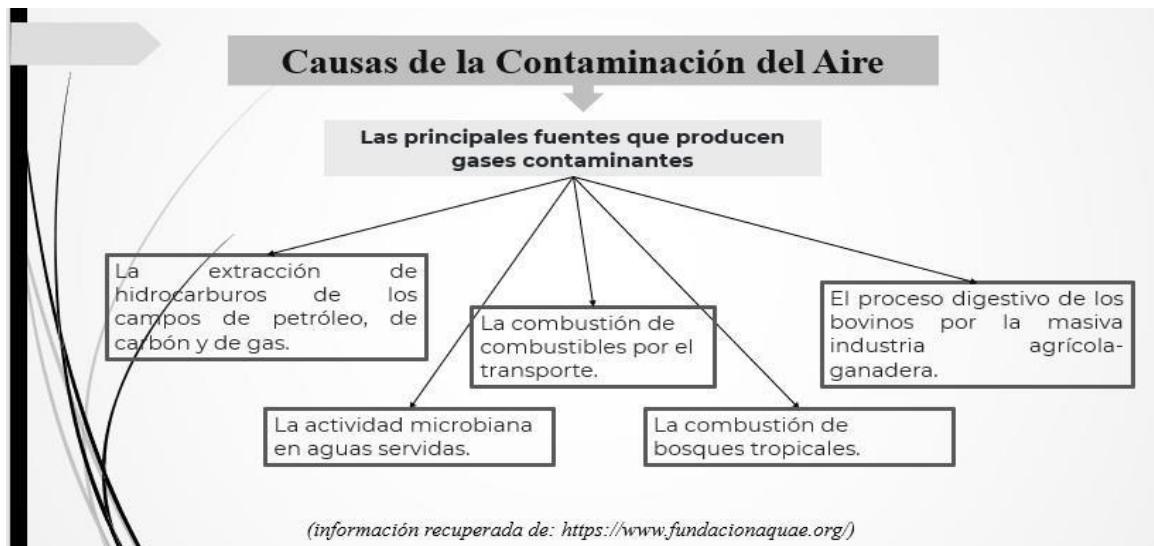 Causas de la Contaminación del Aire
Las principales fuentes que producen
gases contaminantes
La extracción de
hidrocarburos de los
campos de petróleo, de
carbón y de gas.
La combustión de
combustibles por el
transporte.
El proceso digestivo de los
bovinos por la masiva
industria agrícola-
ganadera.
La actividad microbiana
en aguas servidas.
La combustión de
bosques tropicales.
(información recuperada de: https://www.fundacionaquae.org/)